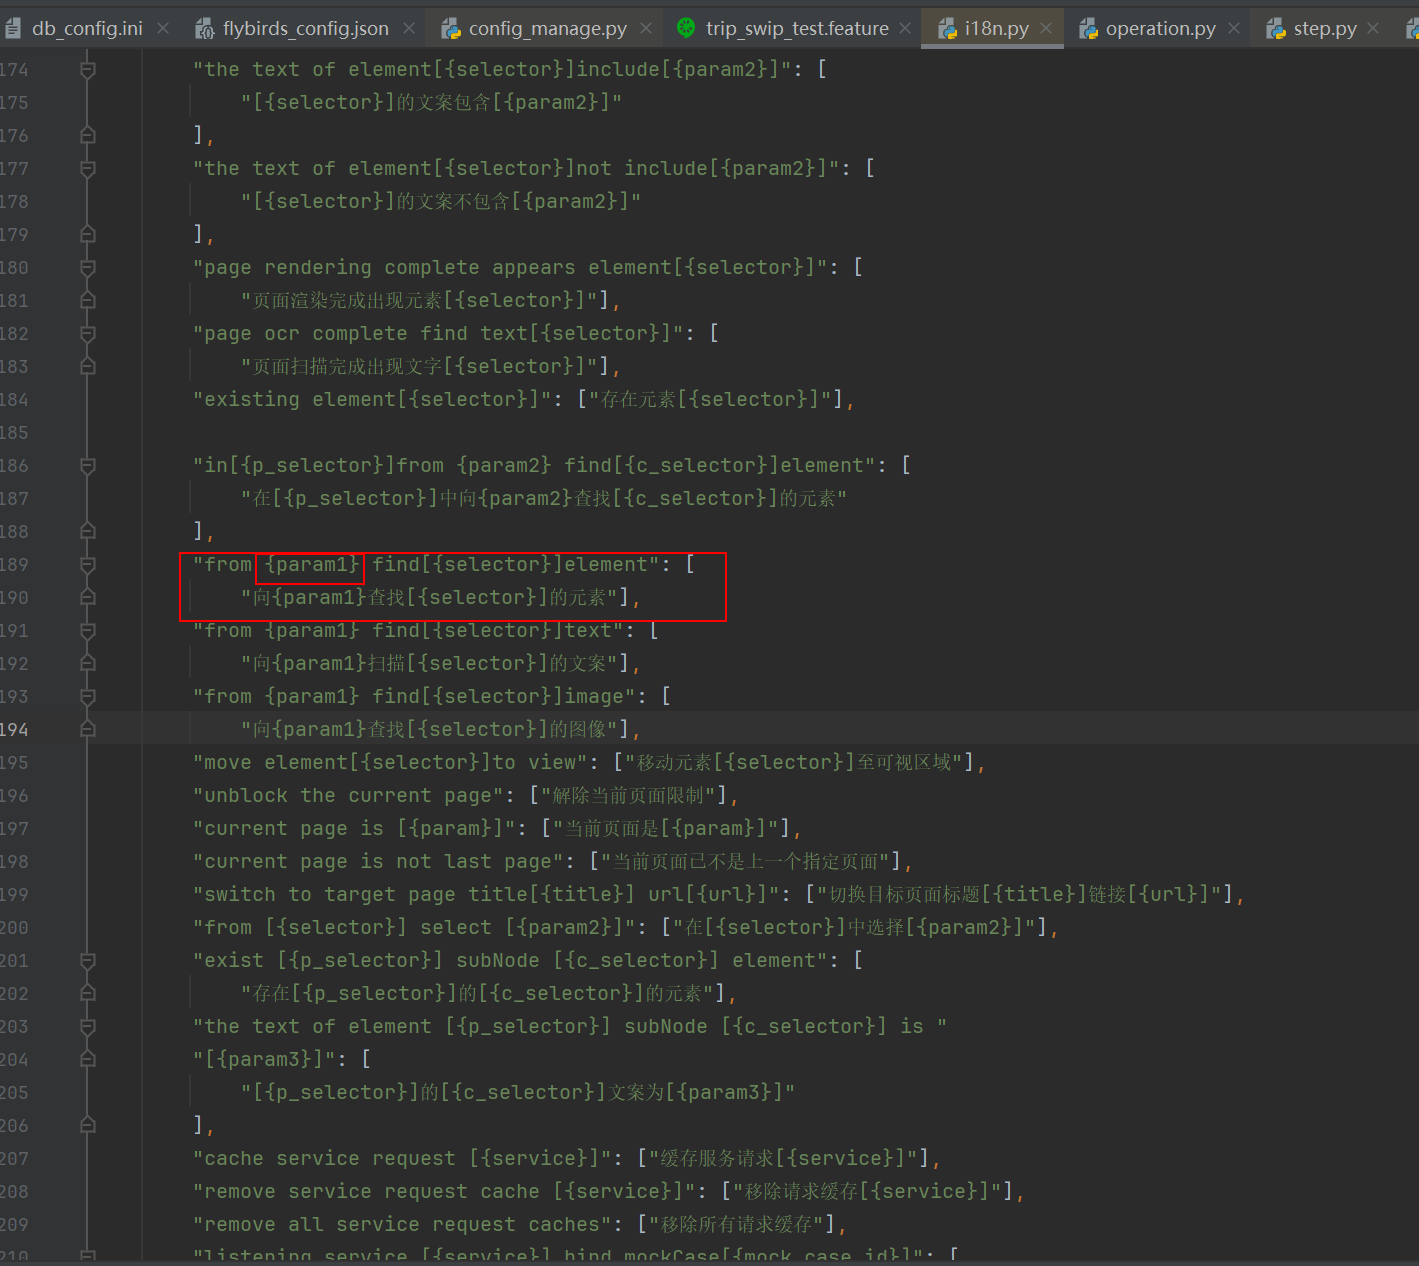 db_config.ini flybirds_config.json config_manage.py trip_swip_test.feature i18n.py operation.py step.py
174 "the text of element[{selector}]include[{param2}]": [
175 "[{selector}]的文案包含[{param2}]"
176 ],
177 "the text of element[{selector}]not include[{param2}]": [
178 "[{selector}]的文案不包含[{param2}]"
179 ],
180 "page rendering complete appears element[{selector}]": [
181 "页面渲染完成出现元素[{selector}]"],
182 "page ocr complete find text[{selector}]": [
183 "页面扫描完成出现文字[{selector}]"],
184 "existing element[{selector}]": ["存在元素[{selector}]"],
185
186 "in[{p_selector}]from {param2} find[{c_selector}]element": [
187 "在[{p_selector}]中向{param2}查找[{c_selector}]的元素"
188 ],
189 "from {param1} find[{selector}]element": [
190 "向{param1}查找[{selector}]的元素"],
191 "from {param1} find[{selector}]text": [
192 "向{param1}扫描[{selector}]的文案"],
193 "from {param1} find[{selector}]image": [
194 "向{param1}查找[{selector}]的图像"],
195 "move element[{selector}]to view": ["移动元素[{selector}]至可视区域"],
196 "unblock the current page": ["解除当前页面限制"],
197 "current page is [{param}]": ["当前页面是[{param}]"],
198 "current page is not last page": ["当前页面已不是上一个指定页面"],
199 "switch to target page title[{title}] url[{url}]": ["切换目标页面标题[{title}]链接[{url}]"],
200 "from [{selector}] select [{param2}]": ["在[{selector}]中选择[{param2}]"],
201 "exist [{p_selector}] subNode [{c_selector}] element": [
202 "存在[{p_selector}]的[{c_selector}]的元素"],
203 "the text of element [{p_selector}] subNode [{c_selector}] is "
204 "[{param3}]": [
205 "[{p_selector}]的[{c_selector}]文案为[{param3}]"
206 ],
207 "cache service request [{service}]": ["缓存服务请求[{service}]"],
208 "remove service request cache [{service}]": ["移除请求缓存[{service}]"],
209 "remove all service request caches": ["移除所有请求缓存"],
210 "listening service [{service}] bind mockCase[{mock_case_id}]": [